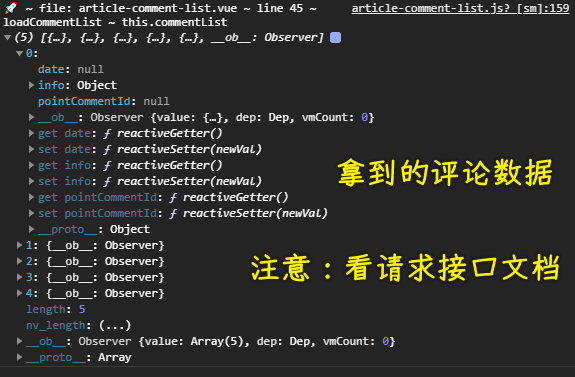 🚀 ~ file: article-comment-list.vue ~ line 45 ~ article-comment-list.js? [sm]:159
loadCommentList ~ this.commentList
▼(5) [{…}, {…}, {…}, {…}, {…}, __ob__: Observer] i
▼0:
date: null
▶info: Object
pointCommentId: null
▶__ob__: Observer {value: {…}, dep: Dep, vmCount: 0}
▶get date: ƒ reactiveGetter()
▶set date: ƒ reactiveSetter(newVal)
▶get info: ƒ reactiveGetter()
▶set info: ƒ reactiveSetter(newVal)
▶get pointCommentId: ƒ reactiveGetter()
▶set pointCommentId: ƒ reactiveSetter(newVal)
▶__proto__: Object
拿到的评论数据
▶1: {__ob__: Observer}
▶2: {__ob__: Observer}
▶3: {__ob__: Observer}
▶4: {__ob__: Observer}
注意：看请求接口文档
length: 5
nv_length: (...)
▶__ob__: Observer {value: Array(5), dep: Dep, vmCount: 0}
▶__proto__: Array